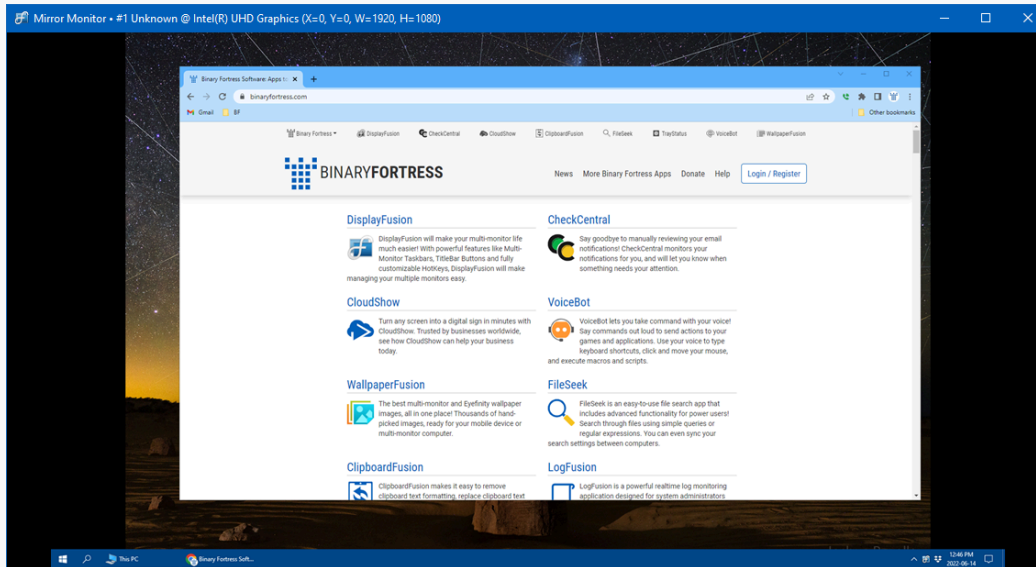 Mirror Monitor • #1 Unknown @ Intel(R) UHD Graphics (X=0, Y=0, W=1920, H=1080)
Binary Fortress Software: Apps t
binaryfortress.com
Gmail BF Other bookmarks
Binary Fortress DisplayFusion CheckCentral CloudShow ClipboardFusion FileSeek TrayStatus VoiceBot WallpaperFusion
BINARYFORTRESS
News More Binary Fortress Apps Donate Help Login / Register
DisplayFusion
DisplayFusion will make your multi-monitor life
much easier! With powerful features like Multi-
Monitor Taskbars, TitleBar Buttons and fully
customizable HotKeys, DisplayFusion will make
managing your multiple monitors easy.
CheckCentral
Say goodbye to manually reviewing your email
notifications! CheckCentral monitors your
notifications for you, and will let you know when
something needs your attention.
CloudShow
Turn any screen into a digital sign in minutes with
CloudShow. Trusted by businesses worldwide,
see how CloudShow can help your business
today.
VoiceBot
VoiceBot lets you take command with your voice!
Say commands out loud to send actions to your
games and applications. Use your voice to type
keyboard shortcuts, click and move your mouse,
and execute macros and scripts.
WallpaperFusion
The best multi-monitor and Eyefinity wallpaper
images, all in one place! Thousands of hand-
picked images, ready for your mobile device or
multi-monitor computer.
FileSeek
FileSeek is an easy-to-use file search app that
includes advanced functionality for power users!
Search through files using simple queries or
regular expressions. You can even sync your
search settings between computers.
ClipboardFusion
ClipboardFusion makes it easy to remove
clipboard text formatting, replace clipboard text
LogFusion
LogFusion is a powerful realtime log monitoring
application designed for system administrators
This PC
Binary Fortress Soft...
12:46 PM
2022-06-14